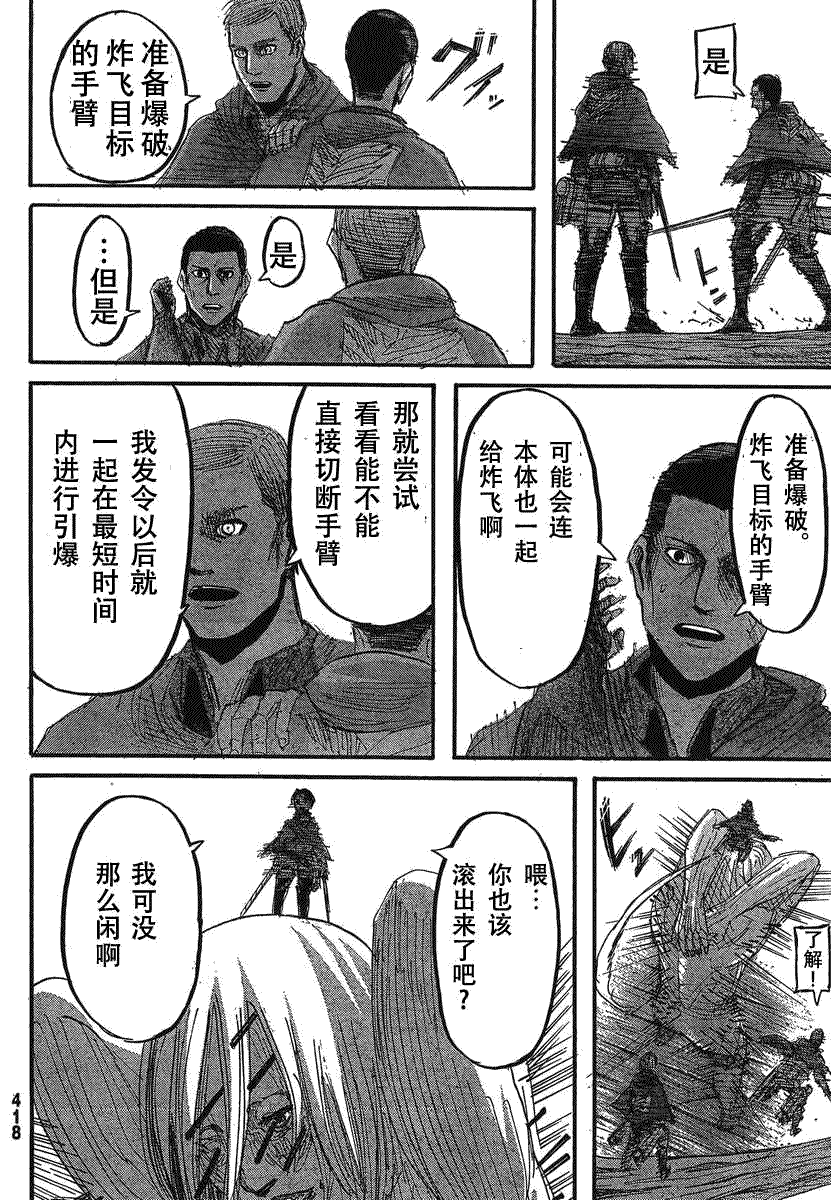 是
ド
グッ
准备爆破
炸飞目标
的手臂
是
…但是
准备爆破。
炸飞目标的手臂
可能会连
本体也一起
给炸飞啊
那就尝试
看看能不能
直接切断手臂
我发令以后就
一起在最短时间
内进行引爆
了解！
喂…
你也该
滚出来了吧？
我可没
那么闲啊
418